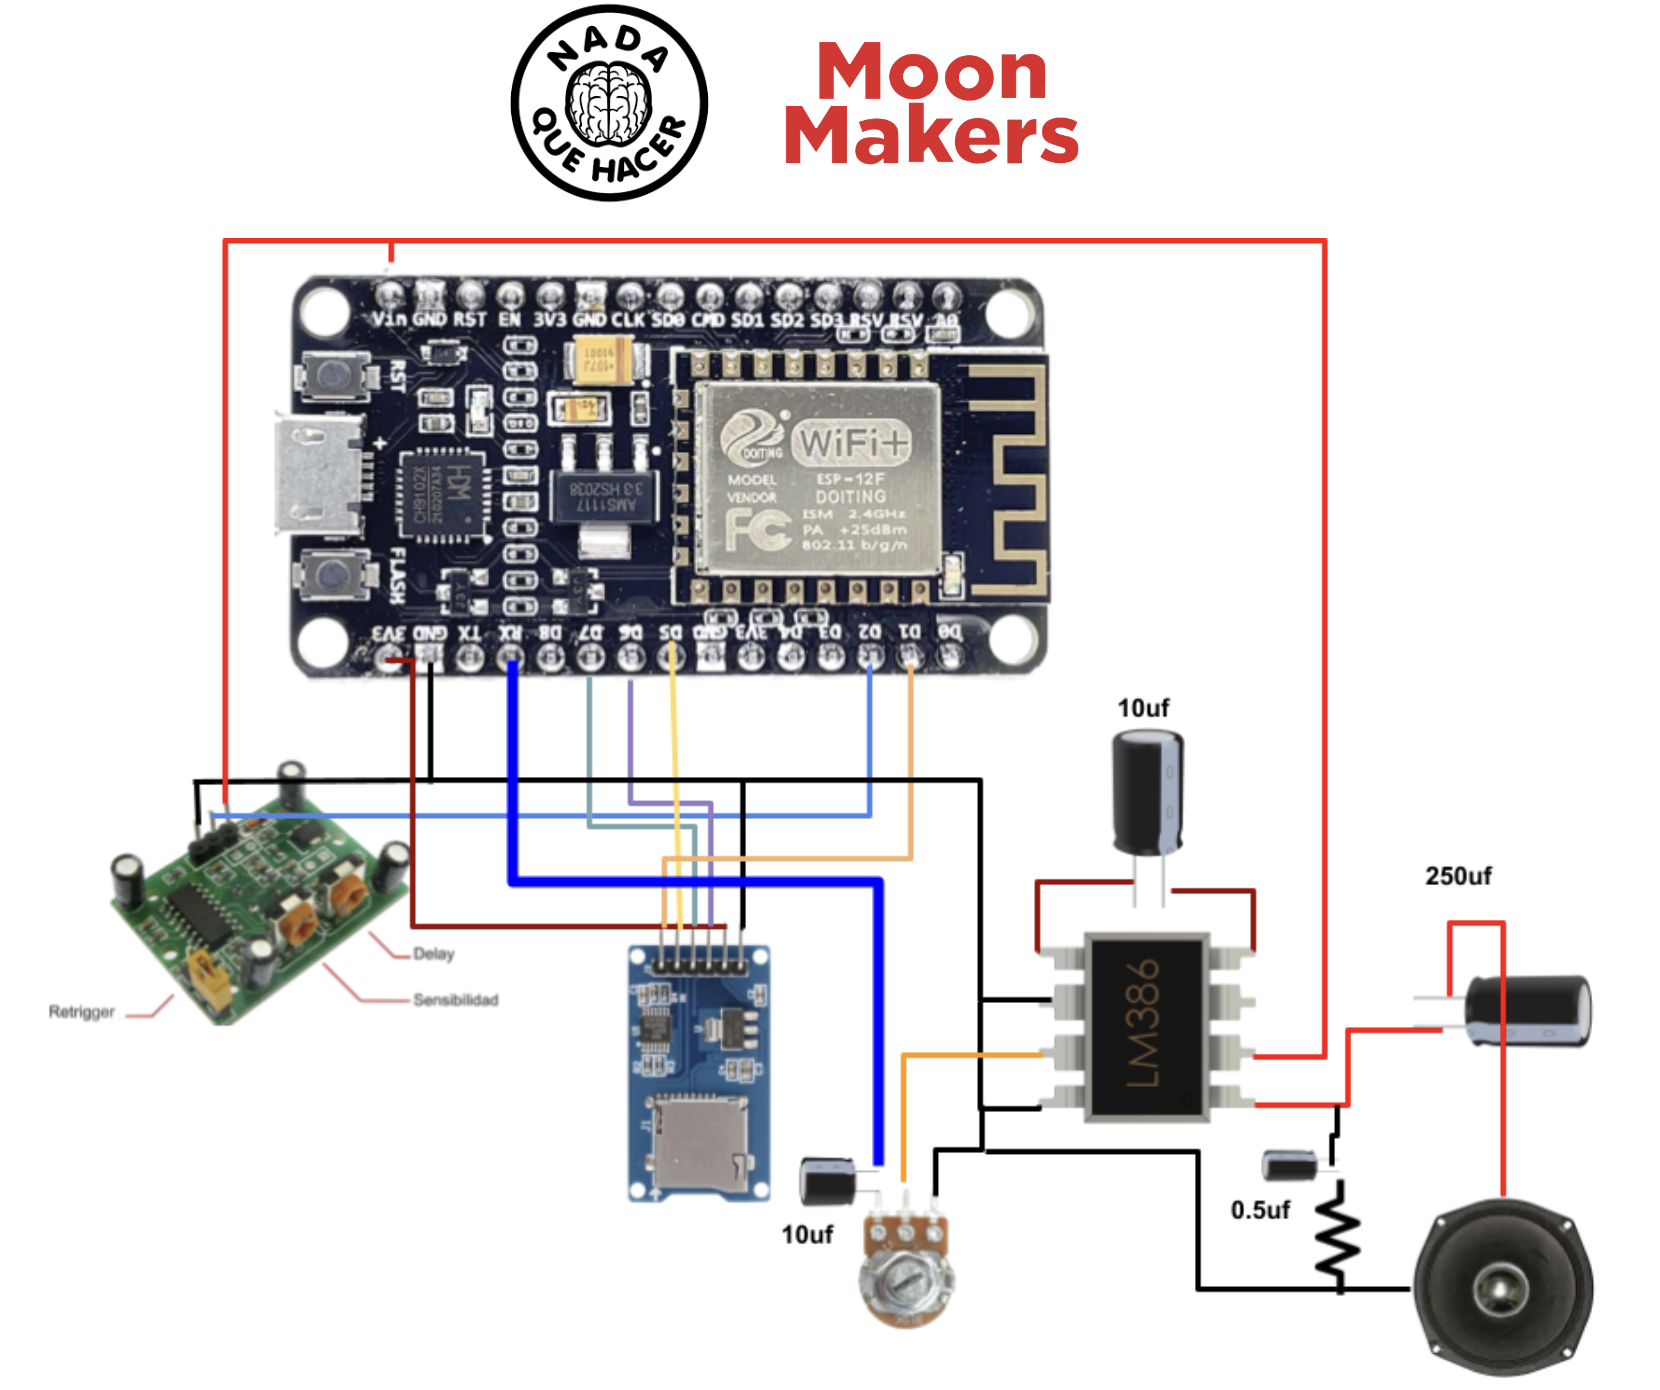 NADA
QUE HACER
Moon
Makers
Vin GND RST EN 3V3 GND CLK SD0 CMD SD1 SD2 SD3 RSV RSV A0
RST
+
FLASH
HDM
CH9102X
AMS1117
3·3 HS2038
DOITING
WiFi+
MODEL ESP-12F
VENDOR DOITING
FC
ISM 2.4GHz
PA +25dBm
802.11 b/g/n
3V3 GND TX RX D8 D7 D6 D5 GND 3V3 D4 D3 D2 D1 D0
10uf
250uf
Delay
Sensibilidad
Retrigger
LM386
10uf
0.5uf